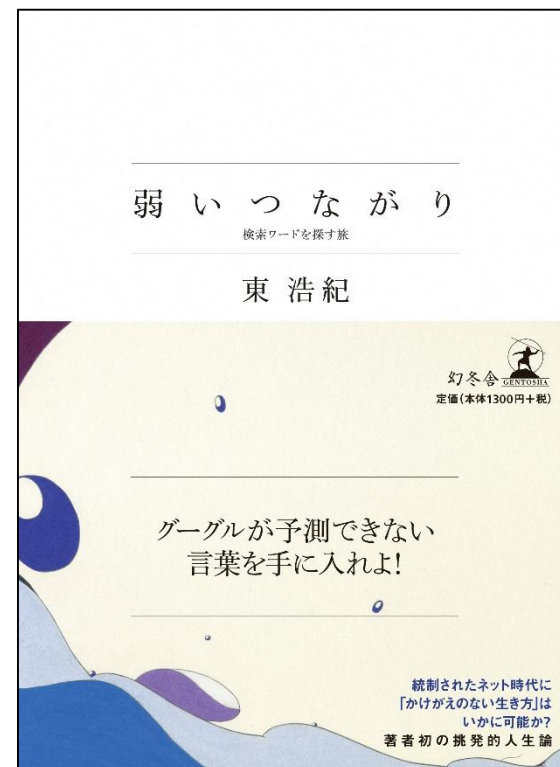 弱いつながり
検索ワードを探す旅
東 浩紀
幻冬舎
GENTOSHA
定価(本体1300円+税)
グーグルが予測できない
言葉を手に入れよ!
統制されたネット時代に
「かけがえのない生き方」は
いかに可能か?
著者初の挑発的人生論